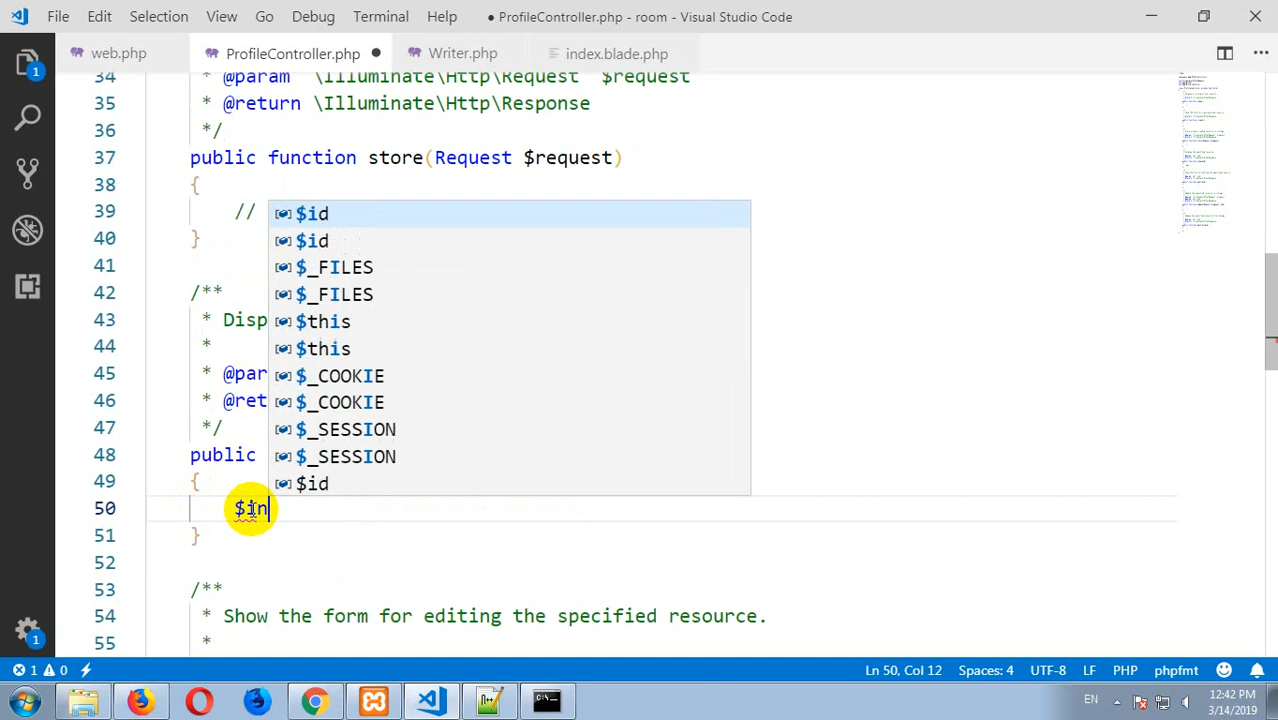 File Edit Selection View Go Debug Terminal Help
● ProfileController.php - room - Visual Studio Code
web.php
ProfileController.php ●
Writer.php
index.blade.php
34 * @param \Illuminate\Http\Request $request
35 * @return \Illuminate\Http\Response
36 */
37 public function store(Request $request)
38 {
39 //
40 }
41
42 /**
43 * Disp
44 *
45 * @par
46 * @ret
47 */
48 public
49 {
50 $in
51 }
52
53 /**
54 * Show the form for editing the specified resource.
55 *
$id
$id
$_FILES
$_FILES
$this
$this
$_COOKIE
$_COOKIE
$_SESSION
$_SESSION
$id
1
1
1 0
Ln 50, Col 12 Spaces: 4 UTF-8 LF PHP phpfmt
EN
12:42 PM
3/14/2019